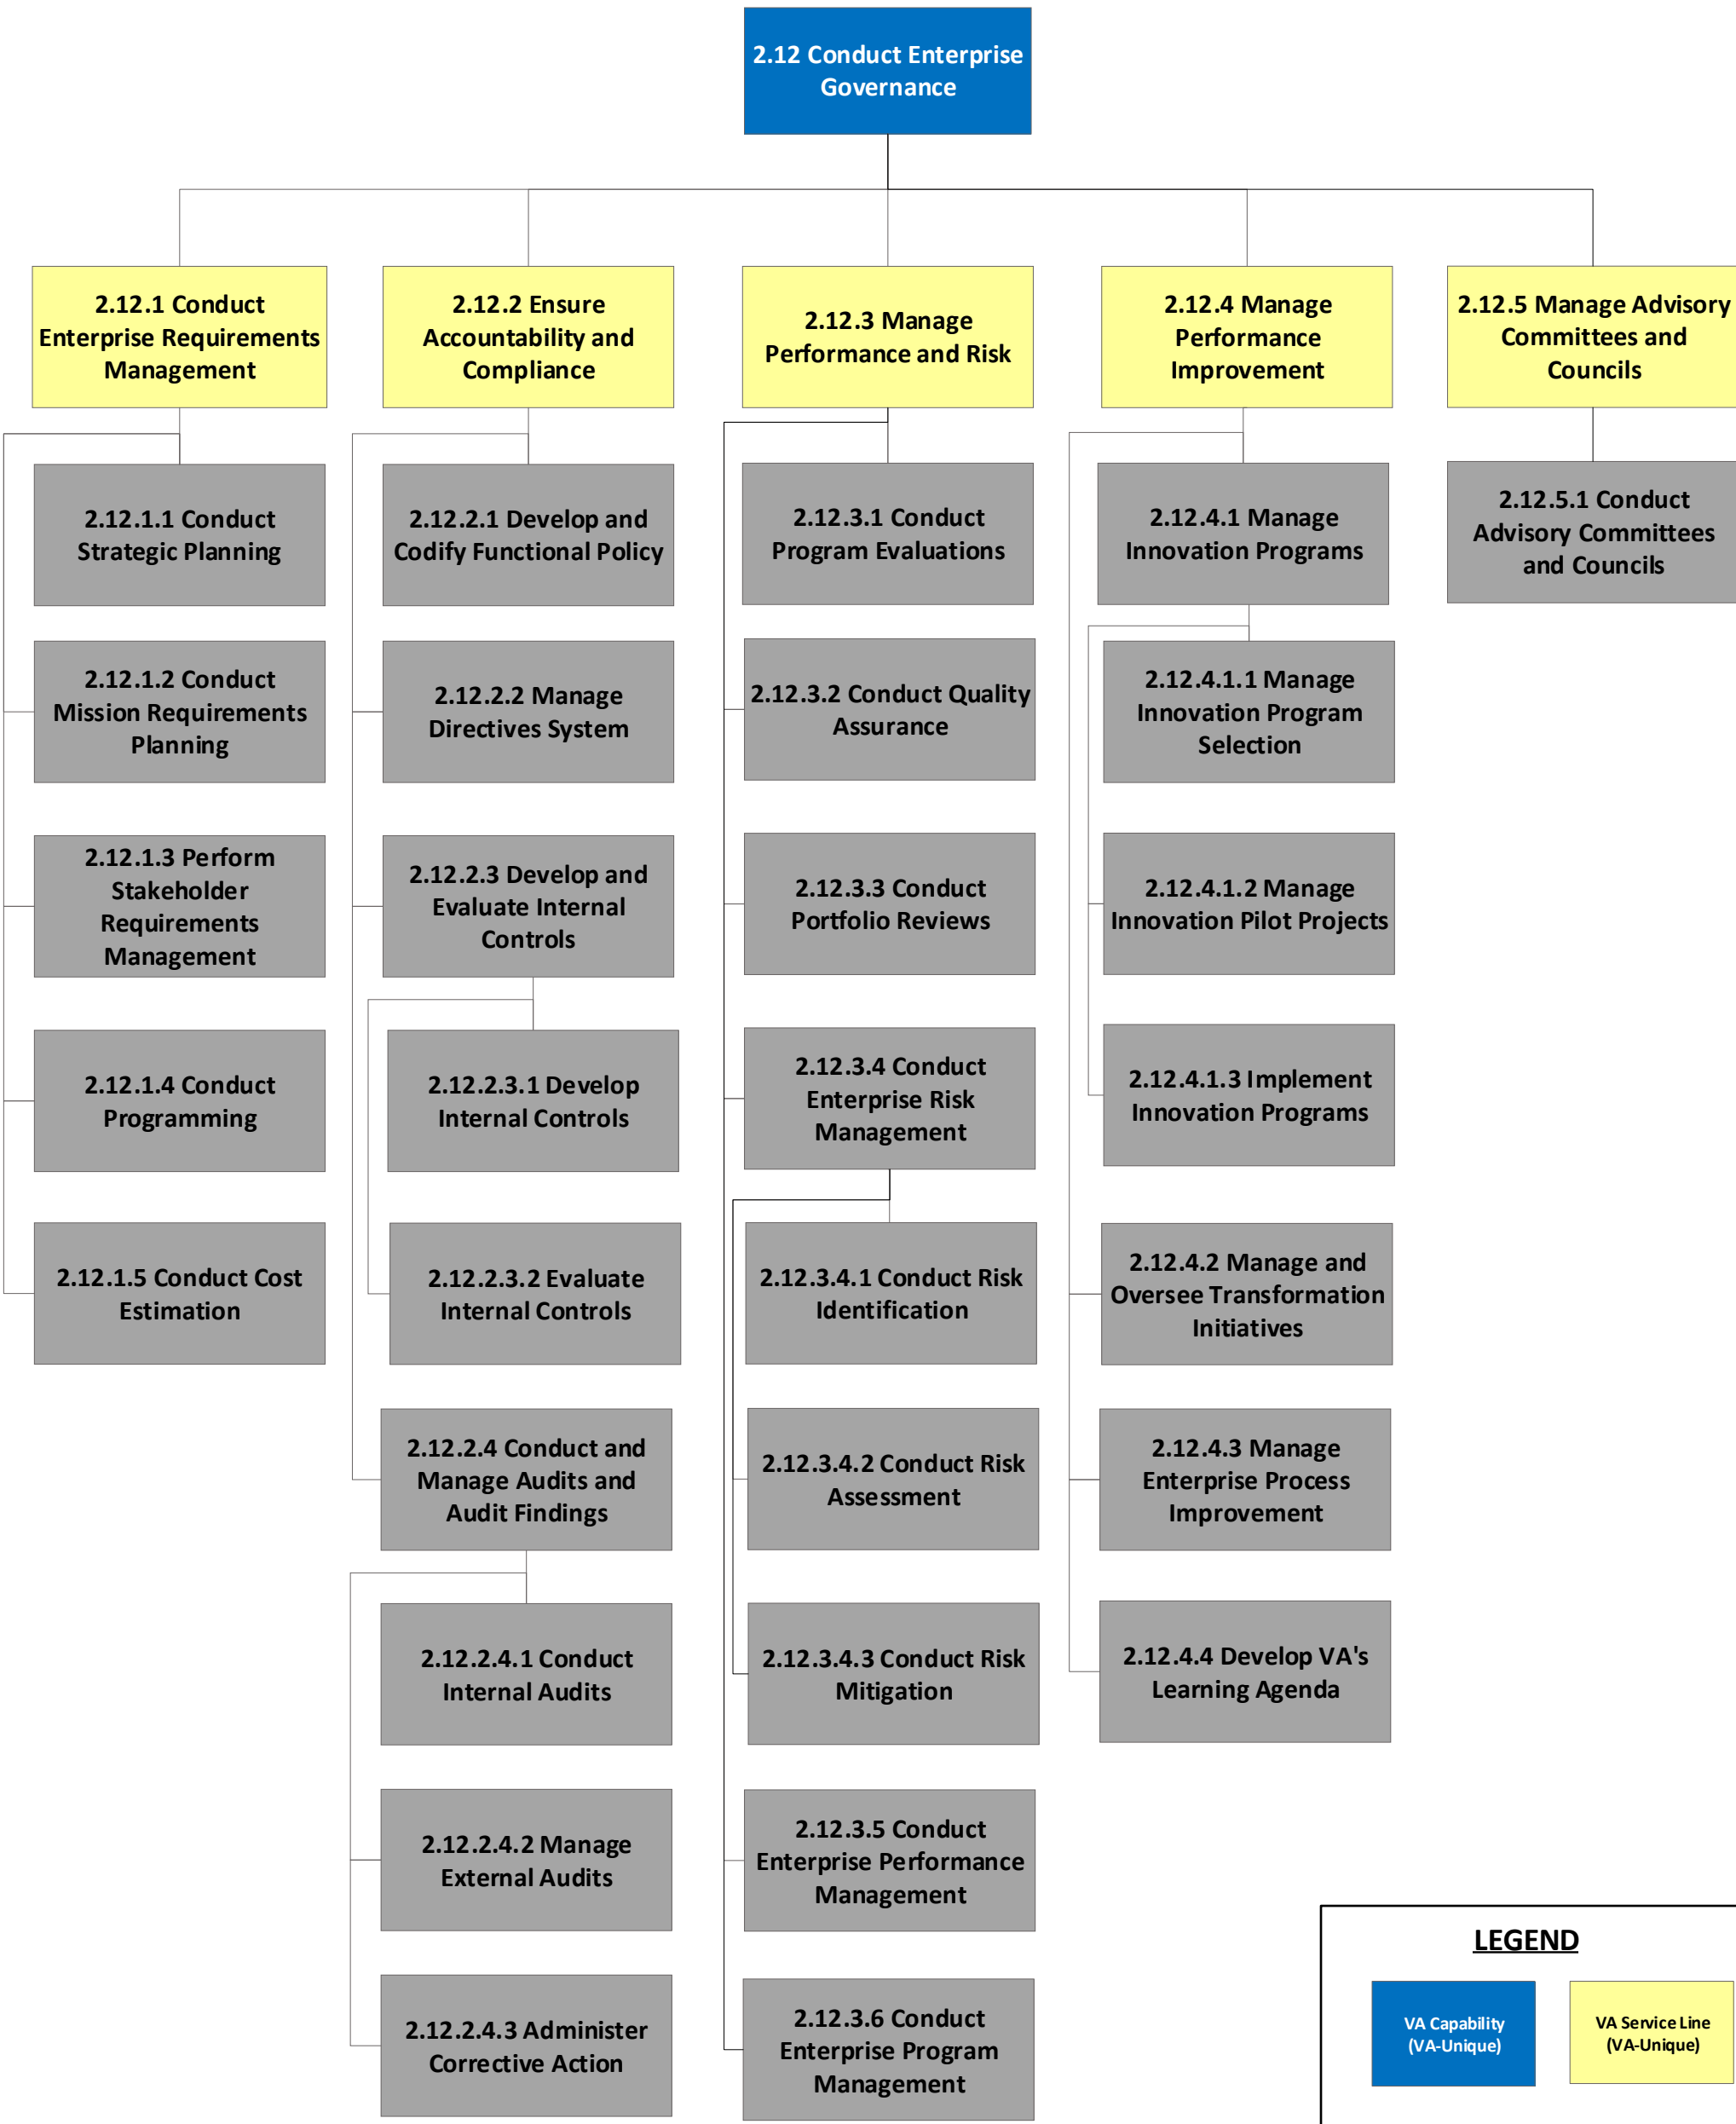 2.12 Conduct Enterprise
Governance
2.12.1 Conduct
Enterprise Requirements
Management
2.12.2 Ensure
Accountability and
Compliance
2.12.3 Manage
Performance and Risk
2.12.4 Manage
Performance
Improvement
2.12.5 Manage Advisory
Committees and
Councils
2.12.1.1 Conduct
Strategic Planning
2.12.1.2 Conduct
Mission Requirements
Planning
2.12.1.3 Perform
Stakeholder
Requirements
Management
2.12.1.4 Conduct
Programming
2.12.1.5 Conduct Cost
Estimation
2.12.2.1 Develop and
Codify Functional Policy
2.12.2.2 Manage
Directives System
2.12.2.3 Develop and
Evaluate Internal
Controls
2.12.2.3.1 Develop
Internal Controls
2.12.2.3.2 Evaluate
Internal Controls
2.12.2.4 Conduct and
Manage Audits and
Audit Findings
2.12.2.4.1 Conduct
Internal Audits
2.12.2.4.2 Manage
External Audits
2.12.2.4.3 Administer
Corrective Action
2.12.3.1 Conduct
Program Evaluations
2.12.3.2 Conduct Quality
Assurance
2.12.3.3 Conduct
Portfolio Reviews
2.12.3.4 Conduct
Enterprise Risk
Management
2.12.3.4.1 Conduct Risk
Identification
2.12.3.4.2 Conduct Risk
Assessment
2.12.3.4.3 Conduct Risk
Mitigation
2.12.3.5 Conduct
Enterprise Performance
Management
2.12.3.6 Conduct
Enterprise Program
Management
2.12.4.1 Manage
Innovation Programs
2.12.4.1.1 Manage
Innovation Program
Selection
2.12.4.1.2 Manage
Innovation Pilot Projects
2.12.4.1.3 Implement
Innovation Programs
2.12.4.2 Manage and
Oversee Transformation
Initiatives
2.12.4.3 Manage
Enterprise Process
Improvement
2.12.4.4 Develop VA's
Learning Agenda
2.12.5.1 Conduct
Advisory Committees
and Councils
LEGEND
VA Capability
(VA-Unique)
VA Service Line
(VA-Unique)